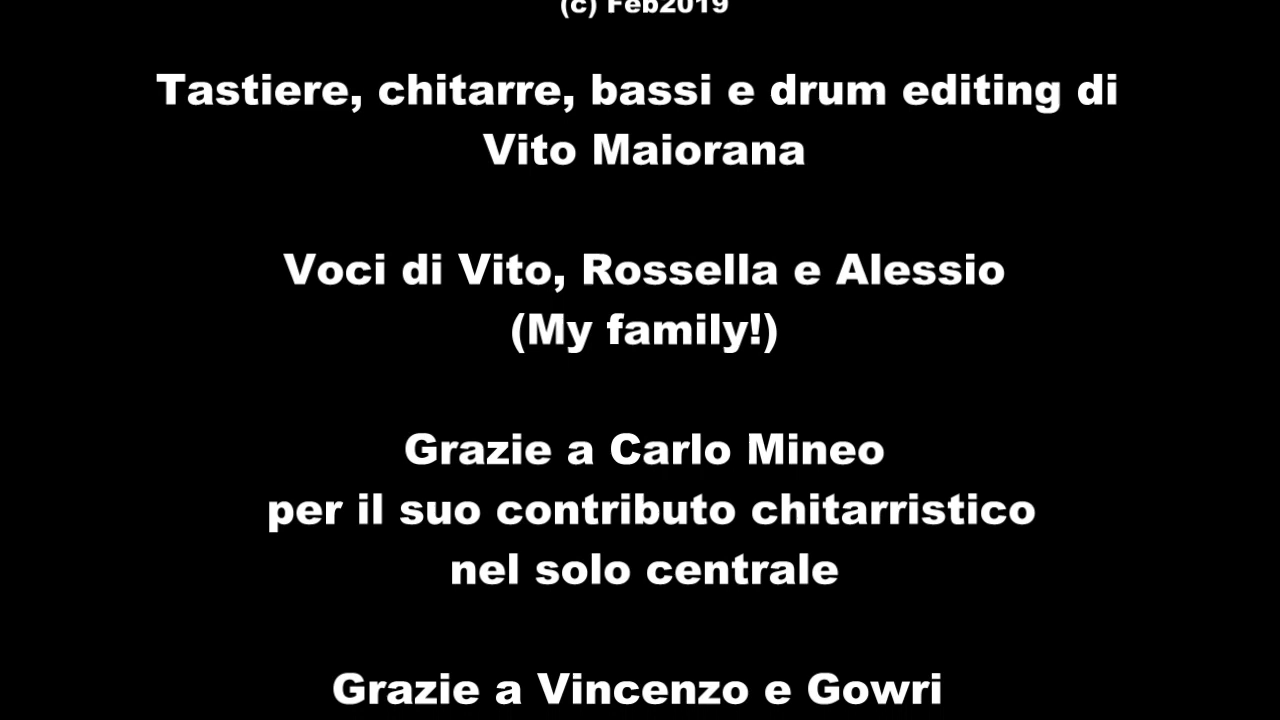 (c) Feb2019
Tastiere, chitarre, bassi e drum editing di
Vito Maiorana
Voci di Vito, Rossella e Alessio
(My family!)
Grazie a Carlo Mineo
per il suo contributo chitarristico
nel solo centrale
Grazie a Vincenzo e Gowri